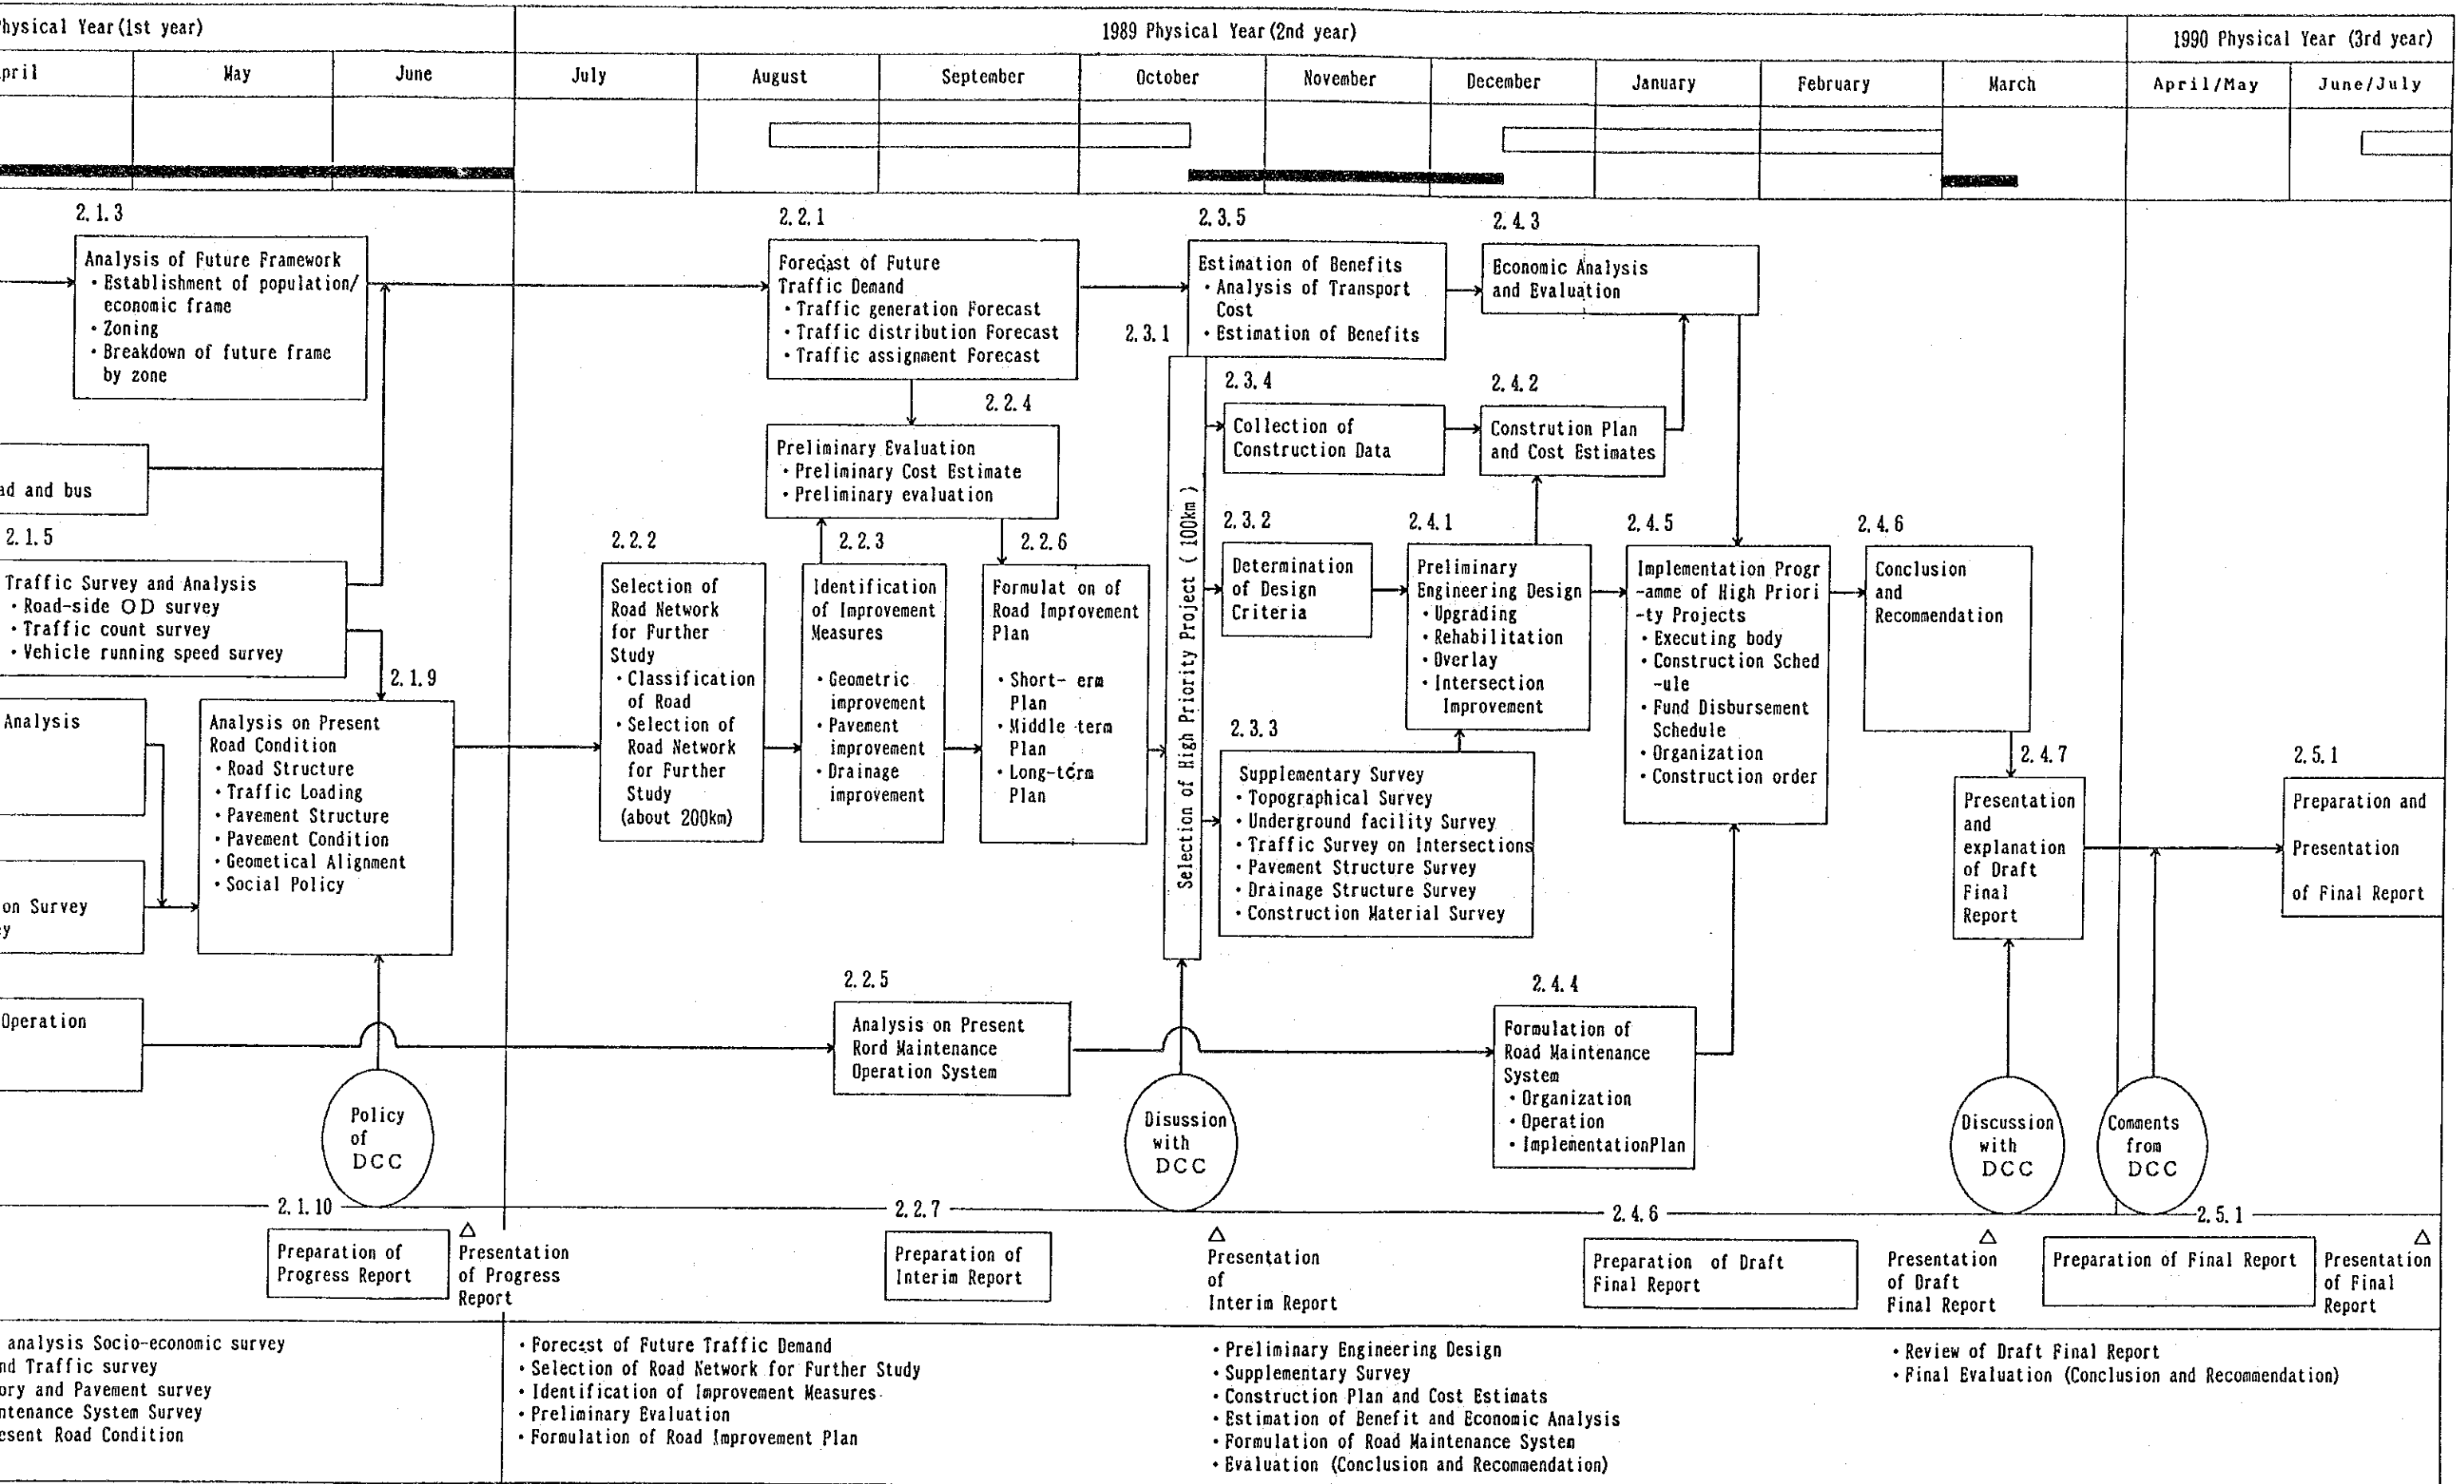 Physical Year (1st year)
1989 Physical Year (2nd year)
1990 Physical Year (3rd year)
pril
May
June
July
August
September
October
November
December
January
February
March
April/May
June/July
2.1.3
Analysis of Future Framework
・Establishment of population/
economic frame
・Zoning
・Breakdown of future frame
by zone
ad and bus
2.1.5
Traffic Survey and Analysis
・Road-side OD survey
・Traffic count survey
・Vehicle running speed survey
2.1.9
Analysis
Analysis on Present
Road Condition
・Road Structure
・Traffic Loading
・Pavement Structure
・Pavement Condition
・Geometical Alignment
・Social Policy
on Survey
ey
Operation
Policy
of
DCC
2.2.1
Forecast of Future
Traffic Demand
・Traffic generation Forecast
・Traffic distribution Forecast
・Traffic assignment Forecast
2.2.4
Preliminary Evaluation
・Preliminary Cost Estimate
・Preliminary evaluation
2.2.2
Selection of
Road Network
for Further
Study
・Classification
of Road
・Selection of
Road Network
for Further
Study
(about 200km)
2.2.3
Identification
of Improvement
Measures
・Geometric
improvement
・Pavement
improvement
・Drainage
improvement
2.2.6
Formulat on of
Road Improvement
Plan
・Short- erm
Plan
・Middle term
Plan
・Long-term
Plan
2.2.5
Analysis on Present
Rord Maintenance
Operation System
2.3.1
Selection of High Priority Project ( 100km )
Disussion
with
DCC
2.3.5
Estimation of Benefits
・Analysis of Transport
Cost
・Estimation of Benefits
2.3.4
Collection of
Construction Data
2.3.2
Determination
of Design
Criteria
2.3.3
Supplementary Survey
・Topographical Survey
・Underground facility Survey
・Traffic Survey on Intersections
・Pavement Structure Survey
・Drainage Structure Survey
・Construction Material Survey
2.4.3
Economic Analysis
and Evaluation
2.4.2
Constrution Plan
and Cost Estimates
2.4.1
Preliminary
Engineering Design
・Upgrading
・Rehabilitation
・Overlay
・Intersection
Improvement
2.4.5
Implementation Progr
-amme of High Priori
-ty Projects
・Executing body
・Construction Sched
-ule
・Fund Disbursement
Schedule
・Organization
・Construction order
2.4.6
Conclusion
and
Recommendation
2.4.4
Formulation of
Road Maintenance
System
・Organization
・Operation
・ImplementationPlan
2.4.7
Presentation
and
explanation
of Draft
Final
Report
Discussion
with
DCC
Comments
from
DCC
2.5.1
Preparation and
Presentation
of Final Report
2.1.10
Preparation of
Progress Report
△
Presentation
of Progress
Report
2.2.7
Preparation of
Interim Report
△
Presentation
of
Interim Report
2.4.6
Preparation of Draft
Final Report
△
Presentation
of Draft
Final Report
2.5.1
Preparation of Final Report
△
Presentation
of Final
Report
analysis Socio-economic survey
nd Traffic survey
ory and Pavement survey
ntenance System Survey
esent Road Condition
・Forecast of Future Traffic Demand
・Selection of Road Network for Further Study
・Identification of Improvement Measures
・Preliminary Evaluation
・Formulation of Road Improvement Plan
・Preliminary Engineering Design
・Supplementary Survey
・Construction Plan and Cost Estimats
・Estimation of Benefit and Economic Analysis
・Formulation of Road Maintenance System
・Evaluation (Conclusion and Recommendation)
・Review of Draft Final Report
・Final Evaluation (Conclusion and Recommendation)